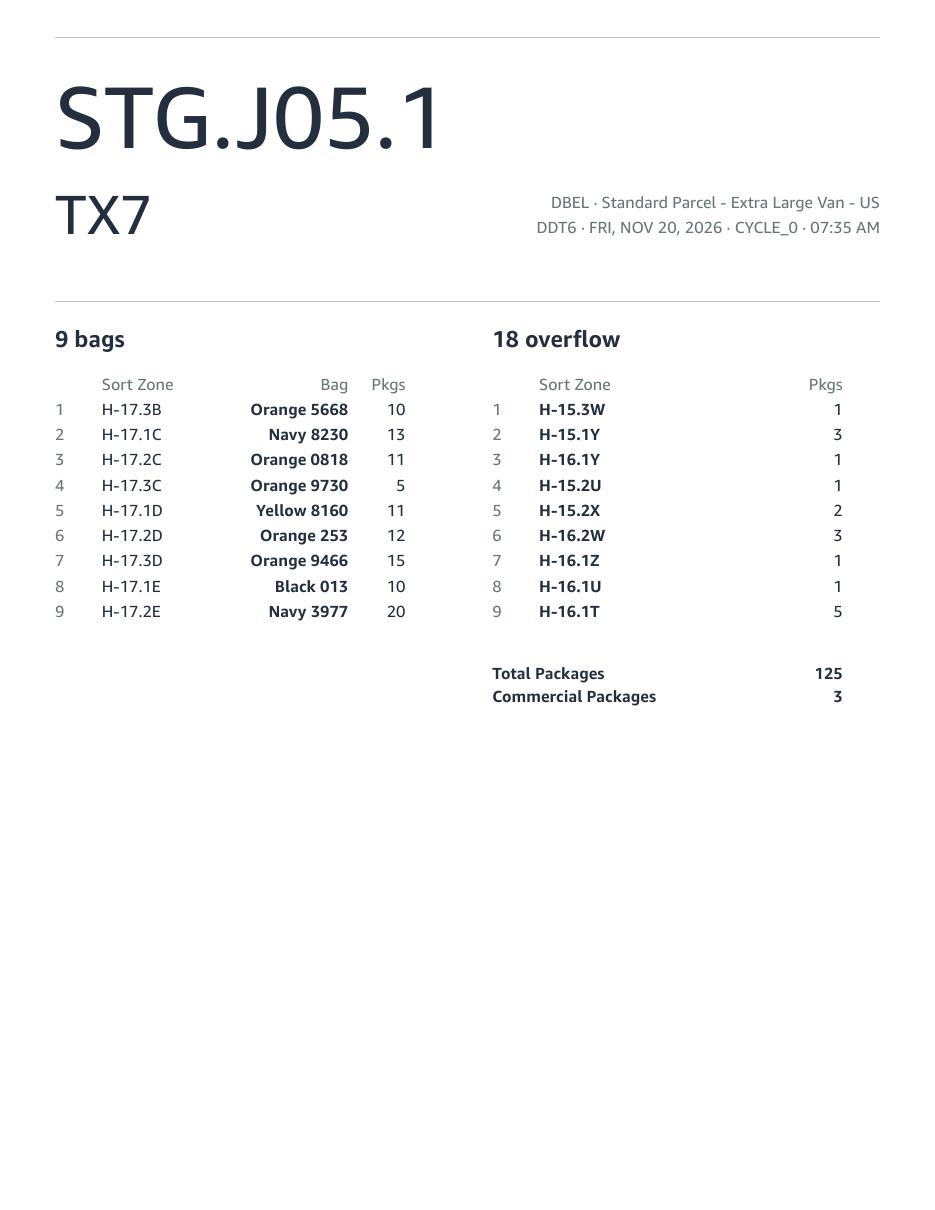 STG.J05.1
TX7
DBEL · Standard Parcel - Extra Large Van - US
DDT6 · FRI, NOV 20, 2026 · CYCLE_0 · 07:35 AM
9 bags
Sort Zone Bag Pkgs
1 H-17.3B Orange 5668 10
2 H-17.1C Navy 8230 13
3 H-17.2C Orange 0818 11
4 H-17.3C Orange 9730 5
5 H-17.1D Yellow 8160 11
6 H-17.2D Orange 253 12
7 H-17.3D Orange 9466 15
8 H-17.1E Black 013 10
9 H-17.2E Navy 3977 20
18 overflow
Sort Zone Pkgs
1 H-15.3W 1
2 H-15.1Y 3
3 H-16.1Y 1
4 H-15.2U 1
5 H-15.2X 2
6 H-16.2W 3
7 H-16.1Z 1
8 H-16.1U 1
9 H-16.1T 5
Total Packages 125
Commercial Packages 3